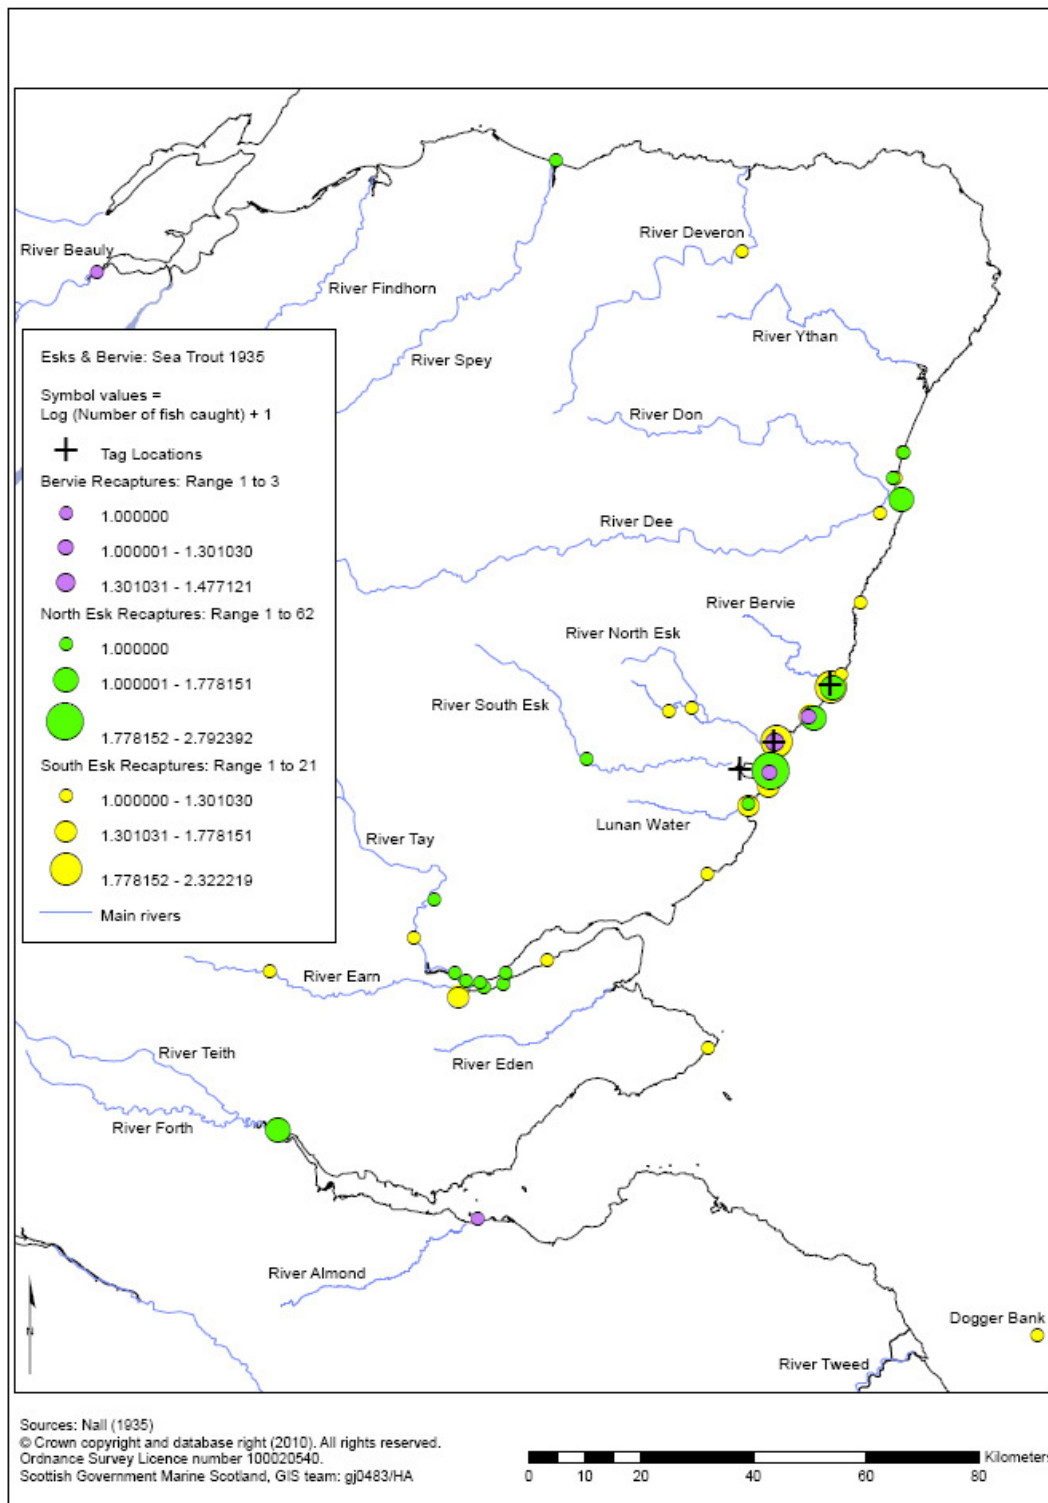 River Beauly
River Deveron
River Findhorn
River Ythan
River Spey
River Don
River Dee
River Bervie
River North Esk
River South Esk
Lunan Water
River Tay
River Earn
River Eden
River Teith
River Forth
River Almond
Dogger Bank
River Tweed
Esks & Bervie: Sea Trout 1935
Symbol values =
Log (Number of fish caught) + 1
Tag Locations
Bervie Recaptures: Range 1 to 3
1.000000
1.000001 - 1.301030
1.301031 - 1.477121
North Esk Recaptures: Range 1 to 62
1.000000
1.000001 - 1.778151
1.778152 - 2.792392
South Esk Recaptures: Range 1 to 21
1.000000 - 1.301030
1.301031 - 1.778151
1.778152 - 2.322219
Main rivers
N
Sources: Nall (1935)
© Crown copyright and database right (2010). All rights reserved.
Ordnance Survey Licence number 100020540.
Scottish Government Marine Scotland, GIS team: gj0483/HA
Kilometers
0 10 20 40 60 80